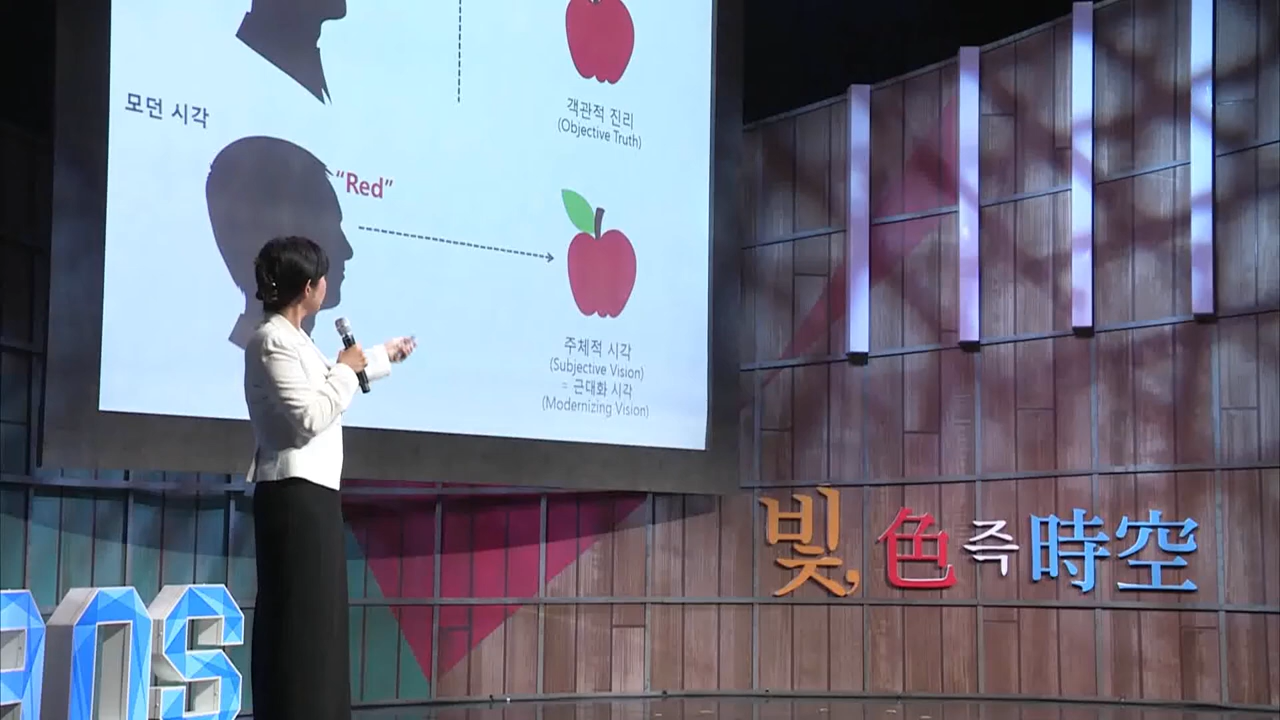 객관적 진리
(Objective Truth)
모던 시각
“Red”
주체적 시각
(Subjective Vision)
= 근대화 시각
(Modernizing Vision)
빛, 色즉時空
aos